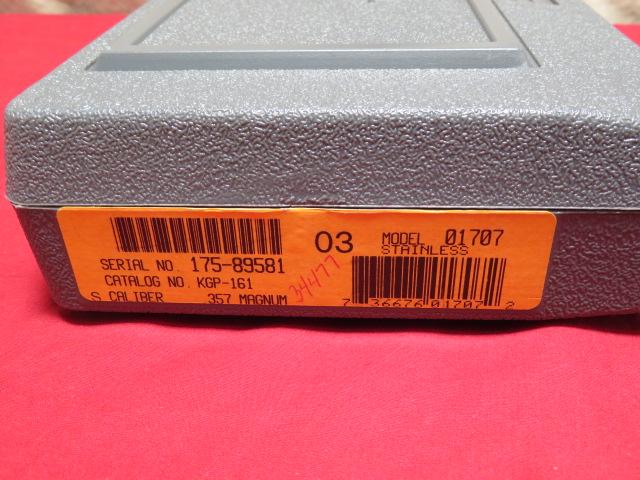 SERIAL NO. 175-89581
CATALOG NO. KGP-161
S CALIBER 357 MAGNUM
34477
03
MODEL 01707
STAINLESS
7 36676 01707 2